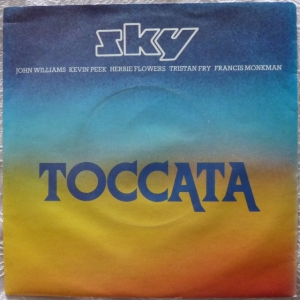 sky
JOHN WILLIAMS KEVIN PEEK HERBIE FLOWERS TRISTAN FRY FRANCIS MONKMAN
TOCCATA